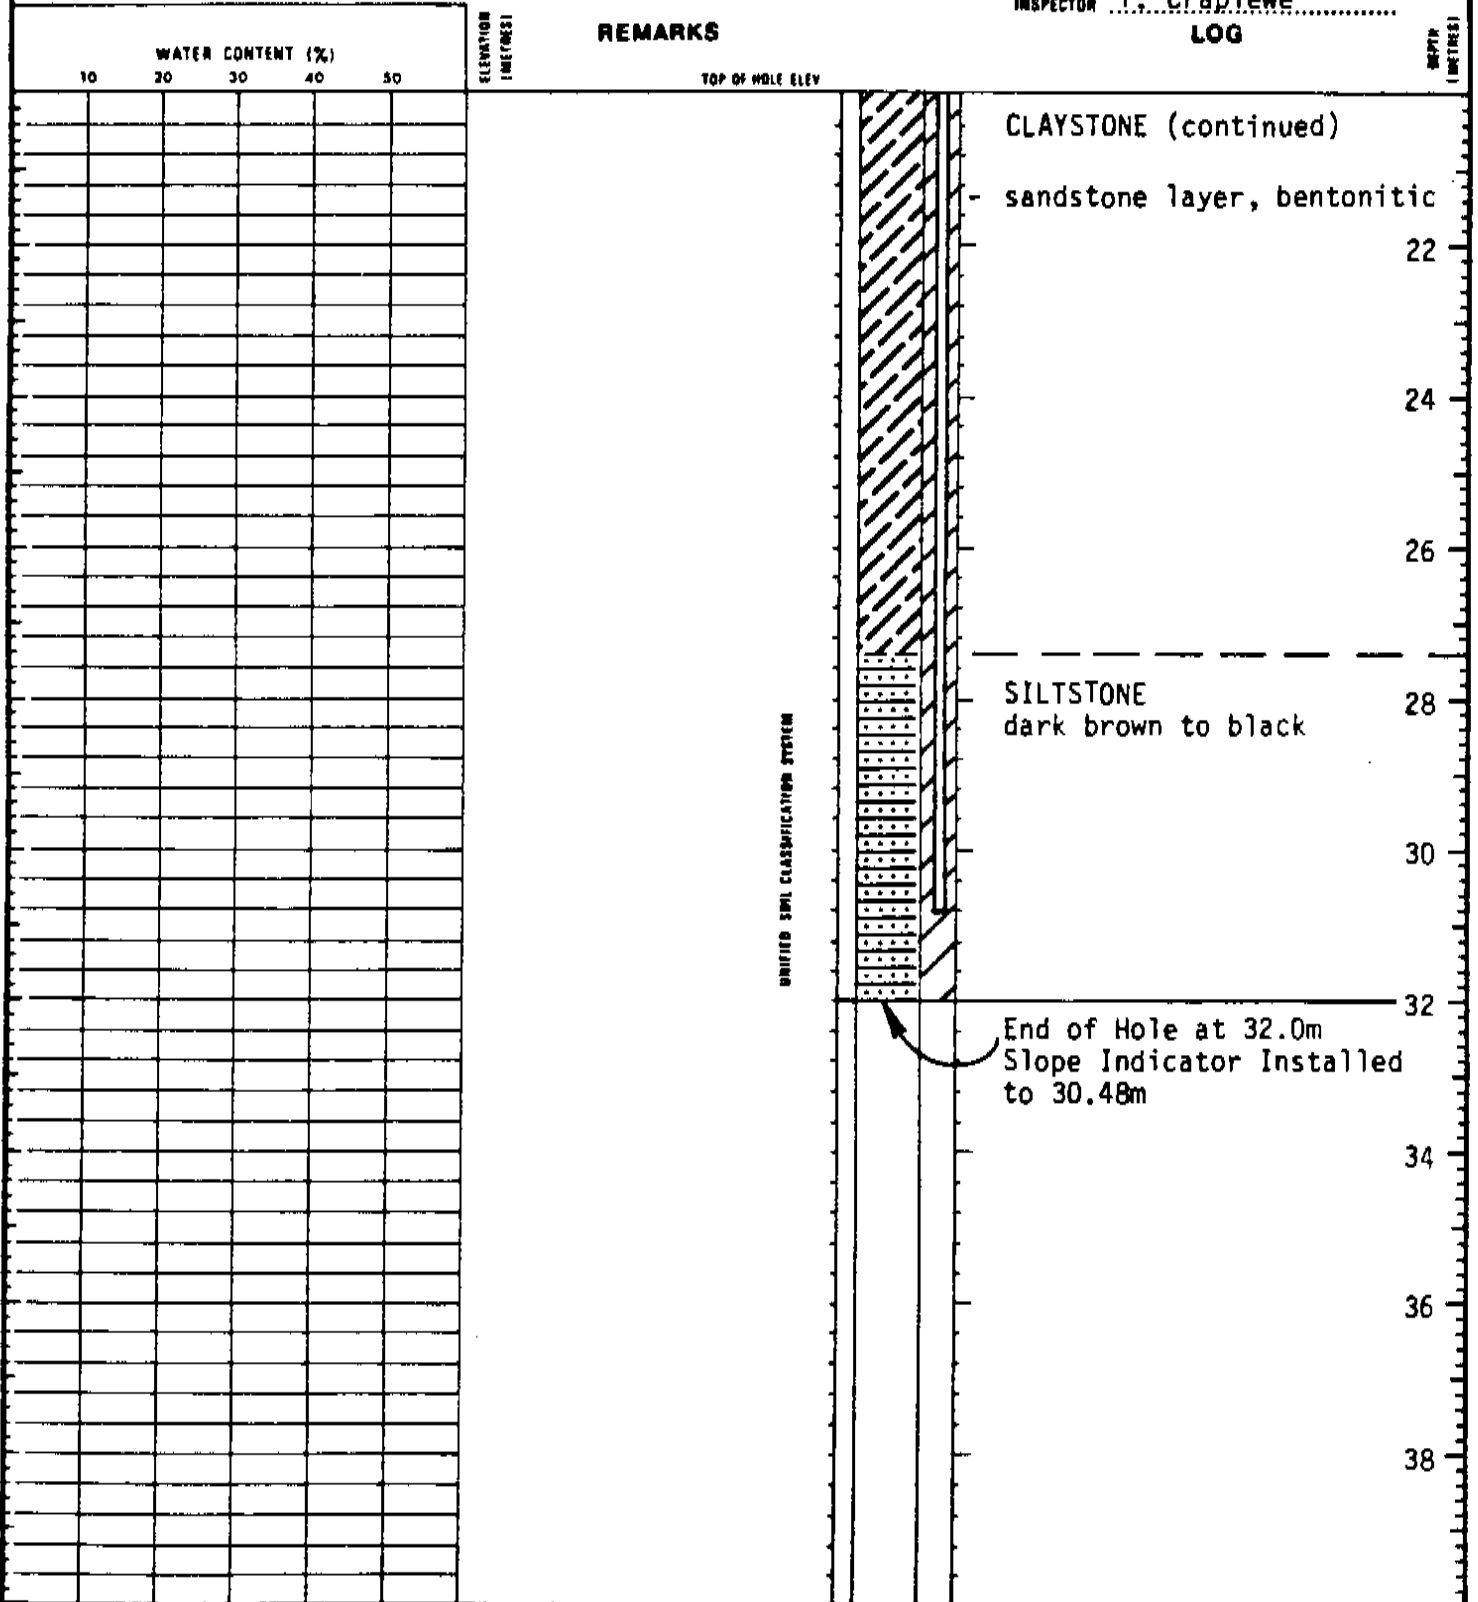 INSPECTOR
WATER CONTENT (%)
10 20 30 40 50
ELEVATION
(METRES)
REMARKS
TOP OF HOLE ELEV
LOG
DEPTH
(METRES)
CLAYSTONE (continued)
- sandstone layer, bentonitic
22
24
26
SILTSTONE
dark brown to black
28
UNIFIED SOIL CLASSIFICATION SYSTEM
30
32
End of Hole at 32.0m
Slope Indicator Installed
to 30.48m
34
36
38